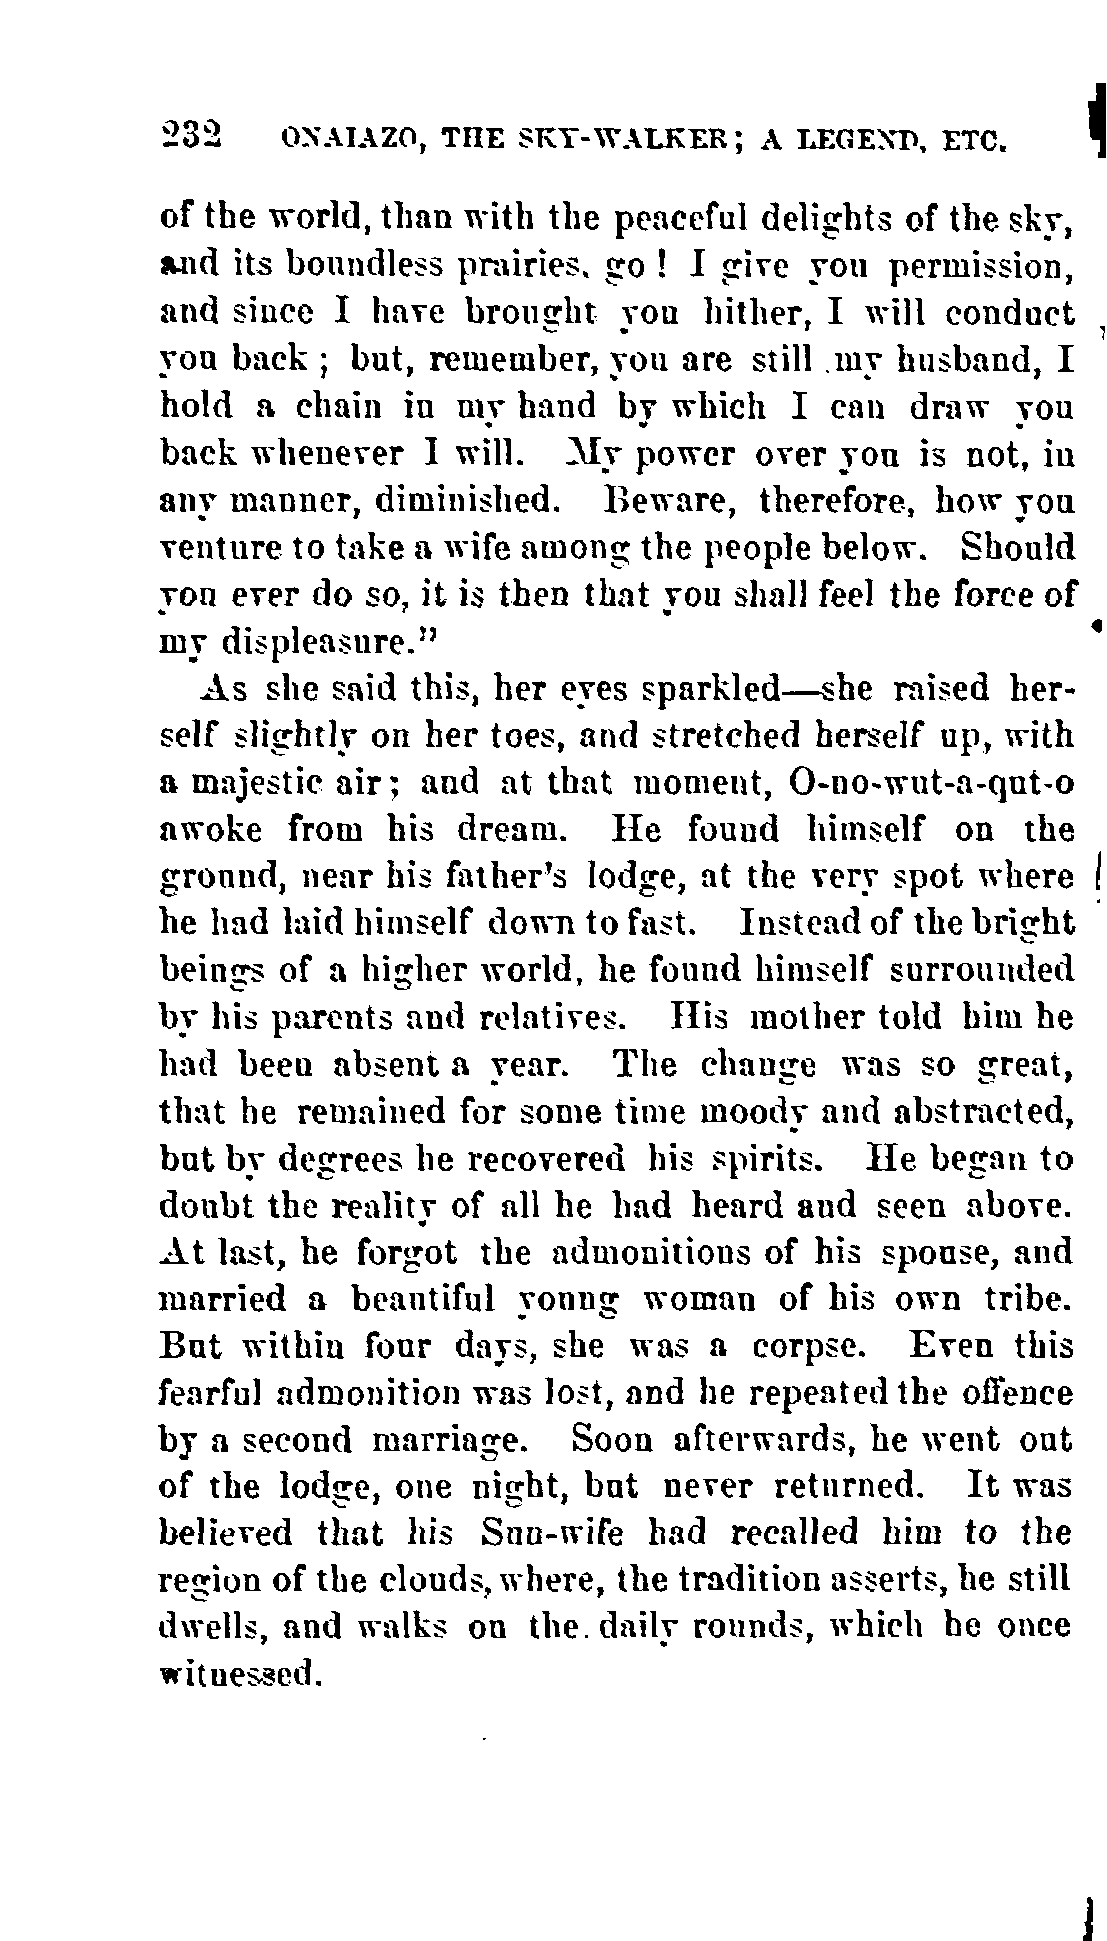 232 ONAIAZO, THE SKY-WALKER; A LEGEND, ETC.
of the world, than with the peaceful delights of the sky,
and its boundless prairies, go! I give you permission,
and since I have brought you hither, I will conduct
you back; but, remember, you are still my husband, I
hold a chain in my hand by which I can draw you
back whenever I will. My power over you is not, in
any manner, diminished. Beware, therefore, how you
venture to take a wife among the people below. Should
you ever do so, it is then that you shall feel the force of
my displeasure."
As she said this, her eyes sparkled—she raised her-
self slightly on her toes, and stretched herself up, with
a majestic air; and at that moment, O-no-wut-a-qut-o
awoke from his dream. He found himself on the
ground, near his father's lodge, at the very spot where
he had laid himself down to fast. Instead of the bright
beings of a higher world, he found himself surrounded
by his parents and relatives. His mother told him he
had been absent a year. The change was so great,
that he remained for some time moody and abstracted,
but by degrees he recovered his spirits. He began to
doubt the reality of all he had heard and seen above.
At last, he forgot the admonitions of his spouse, and
married a beautiful young woman of his own tribe.
But within four days, she was a corpse. Even this
fearful admonition was lost, and he repeated the offence
by a second marriage. Soon afterwards, he went out
of the lodge, one night, but never returned. It was
believed that his Sun-wife had recalled him to the
region of the clouds, where, the tradition asserts, he still
dwells, and walks on the daily rounds, which he once
witnessed.